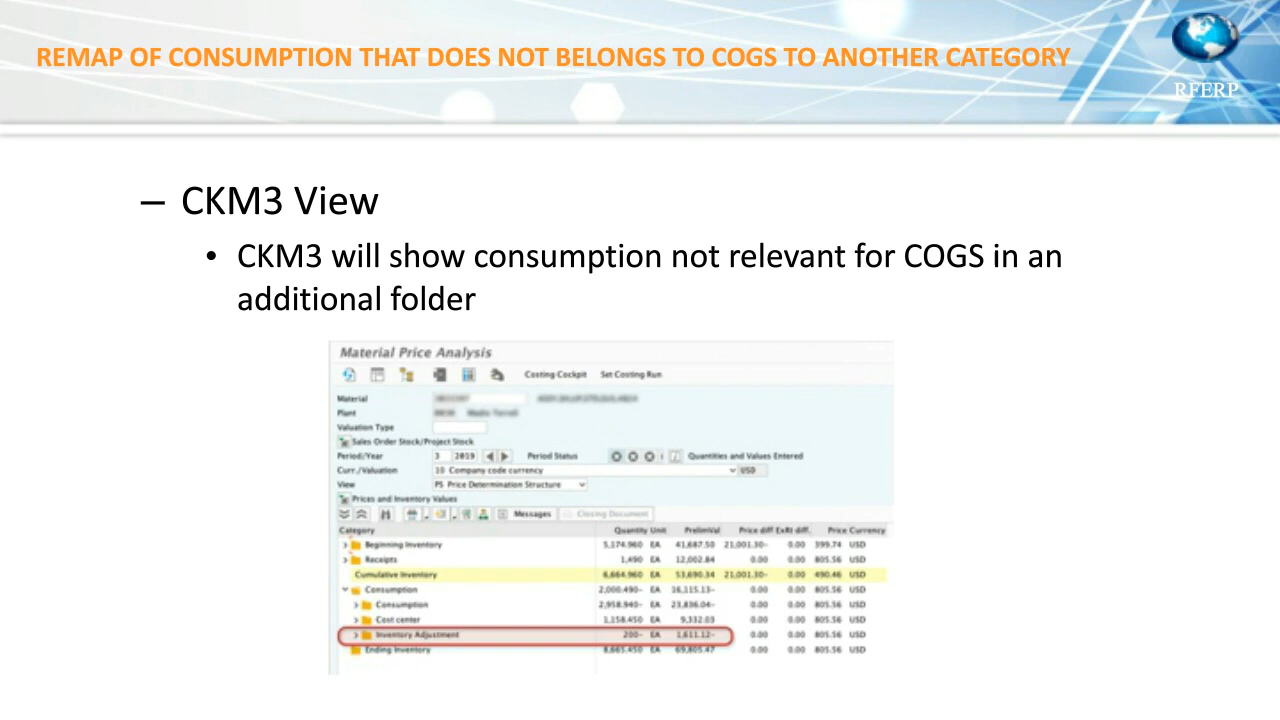 REMAP OF CONSUMPTION THAT DOES NOT BELONGS TO COGS TO ANOTHER CATEGORY
RFERP
– CKM3 View
• CKM3 will show consumption not relevant for COGS in an
additional folder
Material Price Analysis
Costing Cockpit Set Costing Run
Material
Plant
Valuation Type
Sales Order Stock/Project Stock
Period/Year 3 2019 Period Status Quantities and Values Entered
Curr./Valuation 10 Company code currency USD
View PS Price Determination Structure
Prices and Inventory Values
Messages Closing Document
Category Quantity Unit PrelimVal Price diff ExRt diff. Price Currency
Beginning Inventory 5,174.960 EA 41,687.50 21,001.30- 0.00 399.74 USD
Receipts 1,490 EA 12,002.84 0.00 0.00 805.56 USD
Cumulative Inventory 6,664.960 EA 53,690.34 21,001.30- 0.00 490.46 USD
Consumption 2,000.490- EA 16,115.13- 0.00 0.00 805.56 USD
Consumption 2,958.940- EA 23,836.04- 0.00 0.00 805.56 USD
Cost center 1,158.450 EA 9,332.03 0.00 0.00 805.56 USD
Inventory Adjustment 200- EA 1,611.12- 0.00 0.00 805.56 USD
Ending Inventory 8,665.450 EA 69,805.47 0.00 0.00 805.56 USD